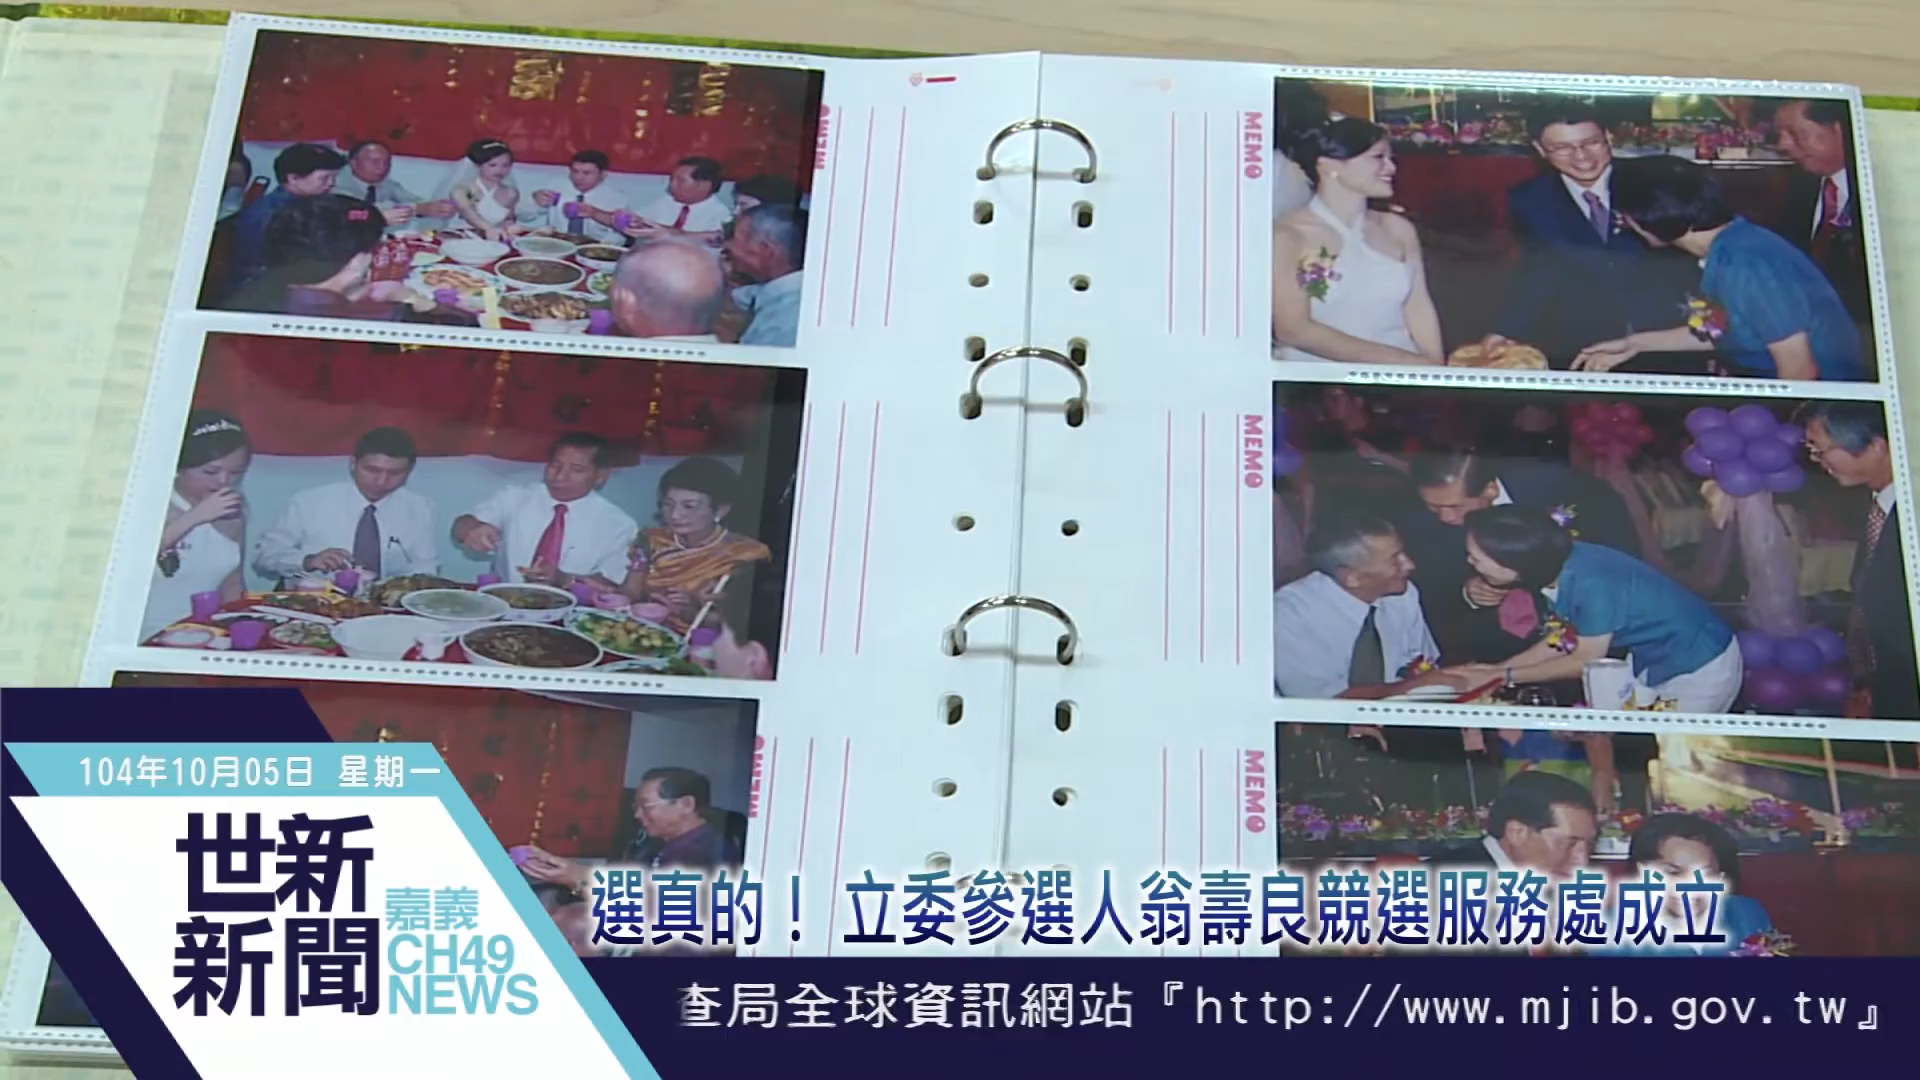 MEMO
MEMO
MEMO
MEMO
MEMO
104年10月05日 星期一
世新
新聞
嘉義
CH49
NEWS
選真的！立委參選人翁壽良競選服務處成立
查局全球資訊網站『http://www.mjib.gov.tw』